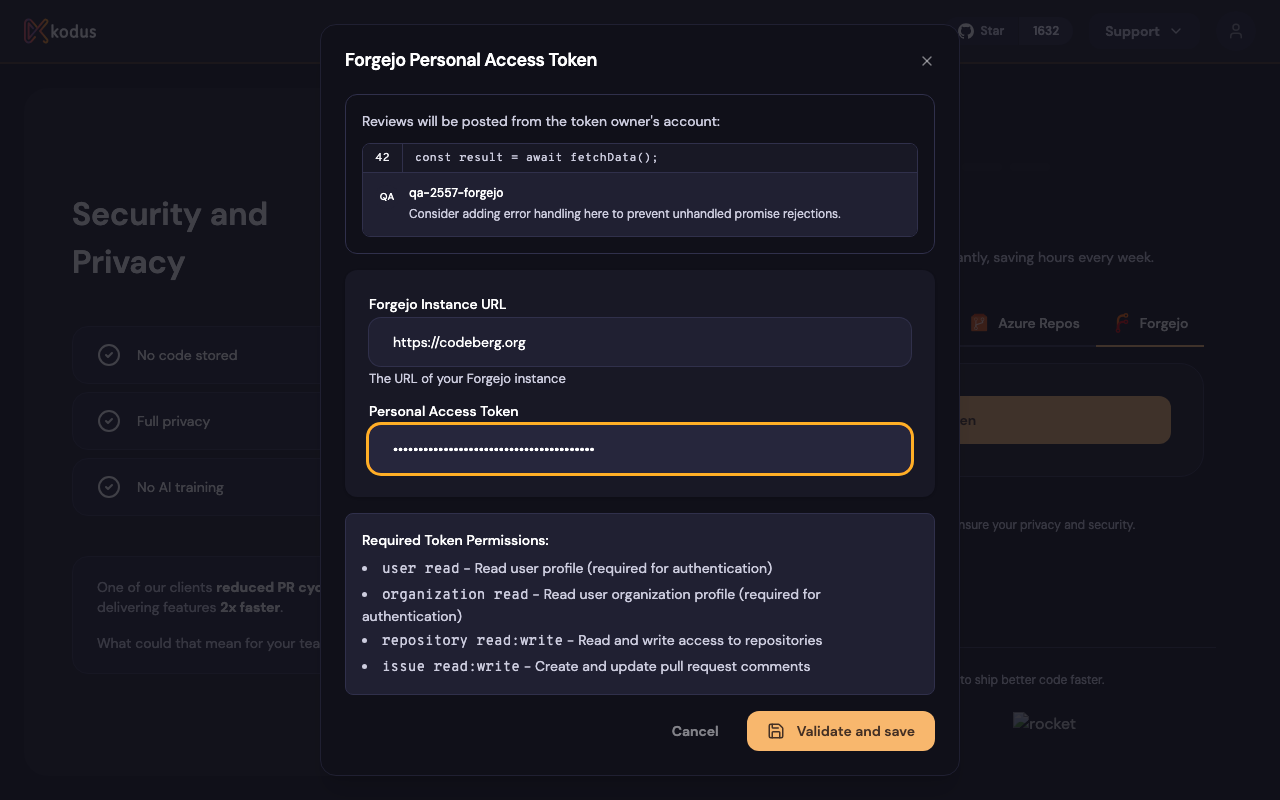 kodus
Star
1632
Support
Forgejo Personal Access Token
Reviews will be posted from the token owner's account:
42 const result = await fetchData();
QA
qa-2557-forgejo
Consider adding error handling here to prevent unhandled promise rejections.
Security and
Privacy
antly, saving hours every week.
Forgejo Instance URL
Azure Repos
Forgejo
https://codeberg.org
No code stored
The URL of your Forgejo instance
Personal Access Token
Full privacy
en
••••••••••••••••••••••••••••••••••••••••
No AI training
nsure your privacy and security.
Required Token Permissions:
• user read – Read user profile (required for authentication)
• organization read – Read user organization profile (required for
authentication)
• repository read:write – Read and write access to repositories
• issue read:write – Create and update pull request comments
One of our clients reduced PR cyc
delivering features 2x faster.
What could that mean for your tea
to ship better code faster.
rocket
Cancel
Validate and save